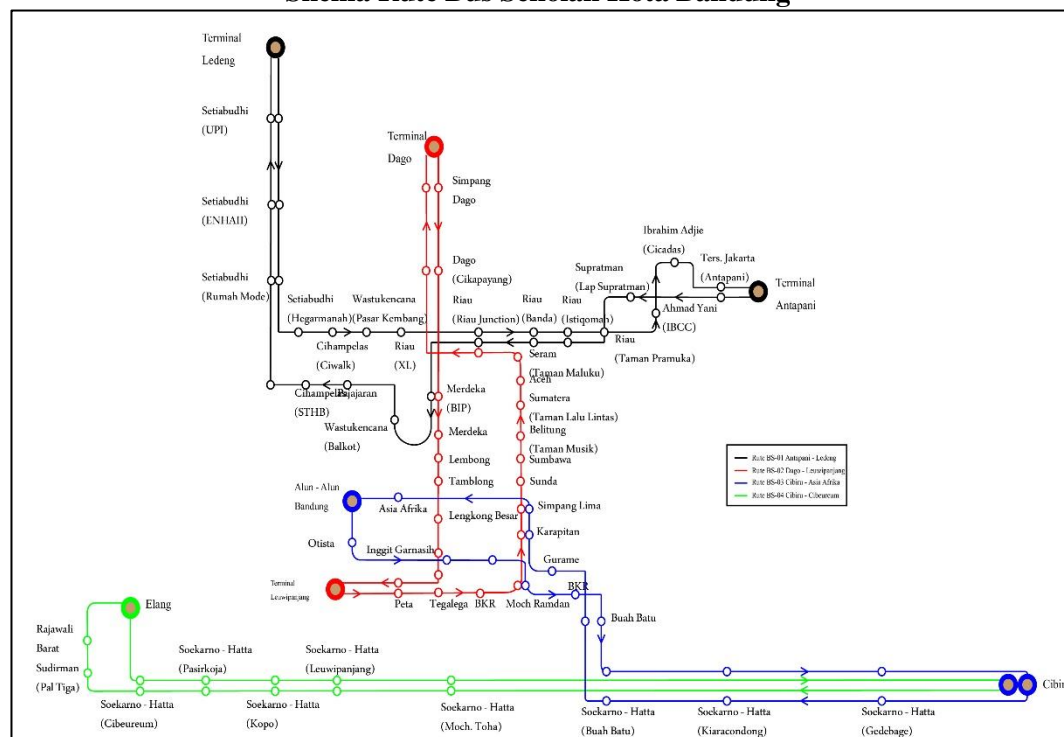 Skema Rute Bus Sekolah Kota Bandung
Terminal
Ledeng
Setiabudhi
(UPI)
Setiabudhi
(ENHAII)
Setiabudhi
(Rumah Mode)
Terminal
Dago
Simpang
Dago
Dago
(Cikapayang)
Setiabudhi
(Hegarmanah)
Wastukencana
(Pasar Kembang)
Cihampelas
(Ciwalk)
Riau
(XL)
Riau
(Riau Junction)
Riau
(Banda)
Riau
(Istiqomah)
Supratman
(Lap Supratman)
Ibrahim Adjie
(Cicadas)
Ters. Jakarta
(Antapani)
Terminal
Antapani
Ahmad Yani
(IBCC)
Riau
(Taman Pramuka)
Cihampelas
(STHB)
Pajajaran
Wastukencana
(Balkot)
Merdeka
(BIP)
Merdeka
Lembong
Tamblong
Lengkong Besar
Seram
(Taman Maluku)
Aceh
Sumatera
(Taman Lalu Lintas)
Belitung
(Taman Musik)
Sumbawa
Sunda
Simpang Lima
Karapitan
Gurame
Rute BS-01 Antapani - Ledeng
Rute BS-02 Dago - Leuwipanjang
Rute BS-03 Cibiru - Asia Afrika
Rute BS-04 Cibiru - Cibeureum
Alun - Alun
Bandung
Asia Afrika
Otista
Inggit Garnasih
Terminal
Leuwipanjang
Peta
Tegalega
BKR
Moch Ramdan
BKR
Buah Batu
Elang
Rajawali
Barat
Sudirman
(Pal Tiga)
Soekarno - Hatta
(Pasirkoja)
Soekarno - Hatta
(Leuwipanjang)
Soekarno - Hatta
(Cibeureum)
Soekarno - Hatta
(Kopo)
Soekarno - Hatta
(Moch. Toha)
Soekarno - Hatta
(Buah Batu)
Soekarno - Hatta
(Kiaracondong)
Soekarno - Hatta
(Gedebage)